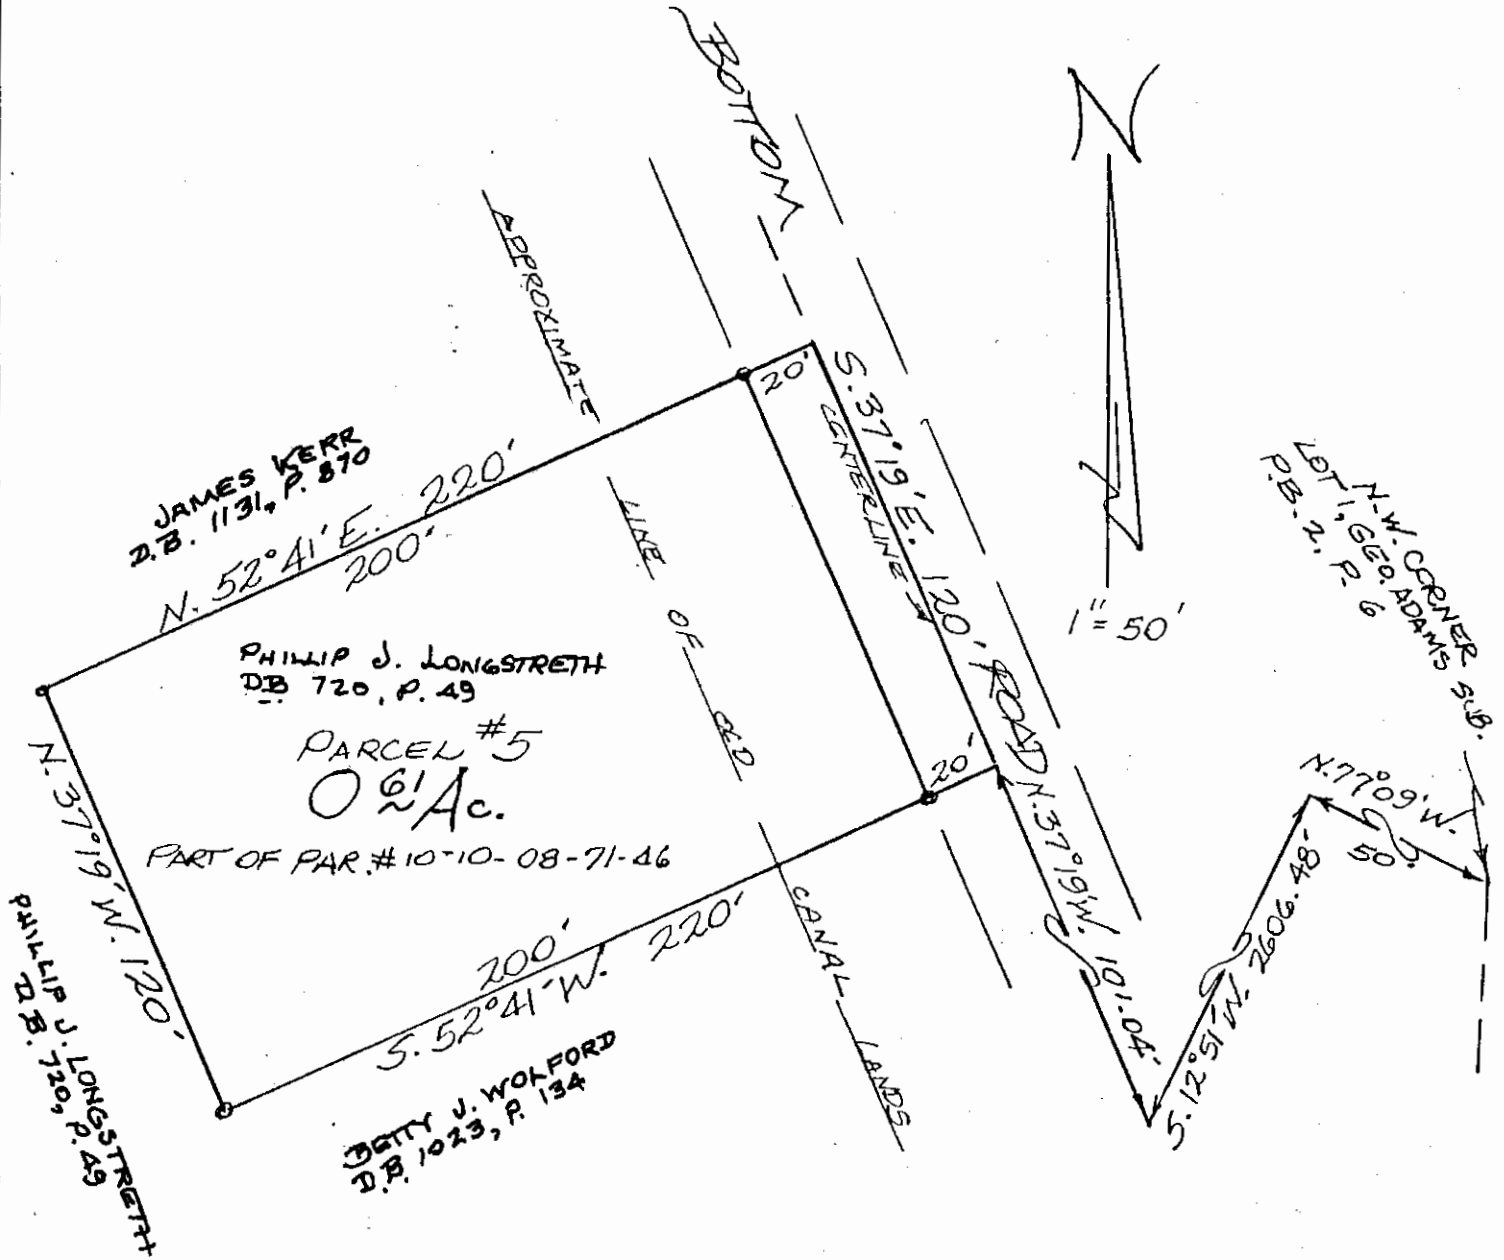 BOTTOM
N
APPROXIMATE
20'
S. 37°19' E. 120'
CENTERLINE
JAMES KERR
D.B. 1131, P. 870
N. 52°41' E. 220'
200'
LINE
OF
OLD
CANAL
LANDS
1" = 50'
N.W. CORNER
LOT 1, GEO. ADAMS SUB.
P.B. 2, P. 6
PHILLIP J. LONGSTRETH
DB 720, P. 49
PARCEL #5
0.61 Ac.
PART OF PAR. # 10-10-08-71-46
ROAD
20'
N. 37°19' W. 101.04'
N. 77°09' W.
50'
S. 12°51' W. 2606.48'
N. 37°19' W. 120'
200'
S. 52°41' W. 220'
PHILLIP J. LONGSTRETH
D.B. 720, P. 49
BETTY J. WOLFORD
D.B. 1023, P. 134